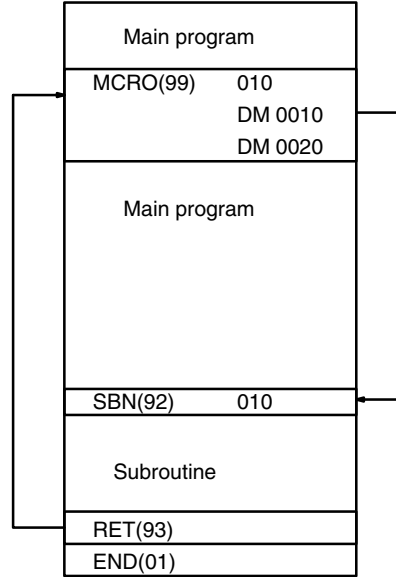 Main program
MCRO(99) 010
DM 0010
DM 0020
Main program
SBN(92) 010
Subroutine
RET(93)
END(01)